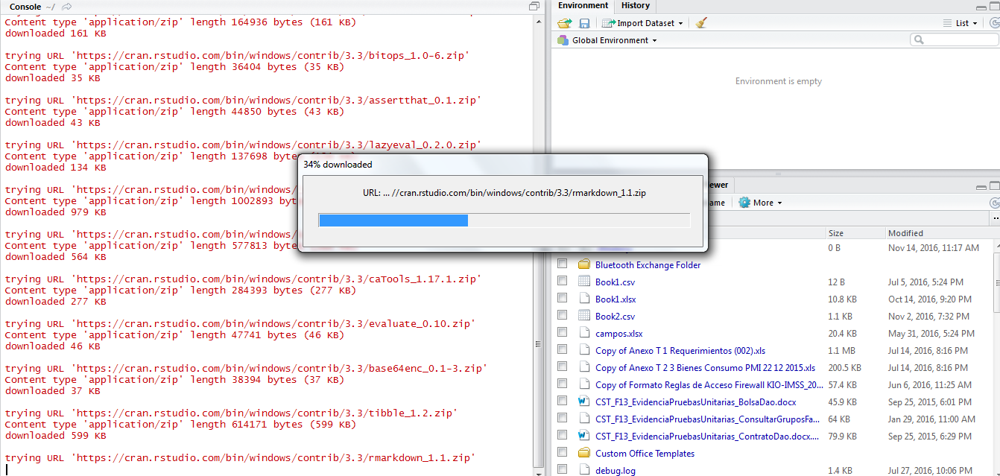 Console ~/
Content type 'application/zip' length 164936 bytes (161 KB)
downloaded 161 KB
trying URL 'https://cran.rstudio.com/bin/windows/contrib/3.3/bitops_1.0-6.zip'
Content type 'application/zip' length 36404 bytes (35 KB)
downloaded 35 KB
trying URL 'https://cran.rstudio.com/bin/windows/contrib/3.3/assertthat_0.1.zip'
Content type 'application/zip' length 44850 bytes (43 KB)
downloaded 43 KB
trying URL 'https://cran.rstudio.com/bin/windows/contrib/3.3/lazyeval_0.2.0.zip'
Content type 'application/zip' length 137698 bytes
downloaded 134 KB
trying URL 'https://
Content type 'application/zip' length 1002893 byt
downloaded 979 KB
trying URL 'https://
Content type 'application/zip' length 577813 bytes
downloaded 564 KB
trying URL 'https://cran.rstudio.com/bin/windows/contrib/3.3/caTools_1.17.1.zip'
Content type 'application/zip' length 284393 bytes (277 KB)
downloaded 277 KB
trying URL 'https://cran.rstudio.com/bin/windows/contrib/3.3/evaluate_0.10.zip'
Content type 'application/zip' length 47741 bytes (46 KB)
downloaded 46 KB
trying URL 'https://cran.rstudio.com/bin/windows/contrib/3.3/base64enc_0.1-3.zip'
Content type 'application/zip' length 38394 bytes (37 KB)
downloaded 37 KB
trying URL 'https://cran.rstudio.com/bin/windows/contrib/3.3/tibble_1.2.zip'
Content type 'application/zip' length 614171 bytes (599 KB)
downloaded 599 KB
trying URL 'https://cran.rstudio.com/bin/windows/contrib/3.3/rmarkdown_1.1.zip'
34% downloaded
URL: ... //cran.rstudio.com/bin/windows/contrib/3.3/rmarkdown_1.1.zip
Environment History
Import Dataset List
Global Environment
Environment is empty
ewer
ame More
Size Modified
0 B Nov 14, 2016, 11:17 AM
Bluetooth Exchange Folder
Book1.csv 12 B Jul 5, 2016, 5:24 PM
Book1.xlsx 10.8 KB Oct 14, 2016, 9:20 PM
Book2.csv 1.1 KB Nov 2, 2016, 7:32 PM
campos.xlsx 20.4 KB May 31, 2016, 5:24 PM
Copy of Anexo T 1 Requerimientos (002).xls 1.1 MB Jul 14, 2016, 8:16 PM
Copy of Anexo T 2 3 Bienes Consumo PMI 22 12 2015.xls 200.5 KB Jul 14, 2016, 8:16 PM
Copy of Formato Reglas de Acceso Firewall KIO-IMSS_20... 57.4 KB Jun 6, 2016, 11:25 AM
CST_F13_EvidenciaPruebasUnitarias_BolsaDao.docx 45.9 KB Sep 25, 2015, 6:01 PM
CST_F13_EvidenciaPruebasUnitarias_ConsultarGruposFa... 64 KB Jan 29, 2016, 11:00 AM
CST_F13_EvidenciaPruebasUnitarias_ContratoDao.docx.... 79.9 KB Sep 25, 2015, 6:29 PM
Custom Office Templates
debug.log 1.4 KB Jul 27, 2016, 10:06 PM